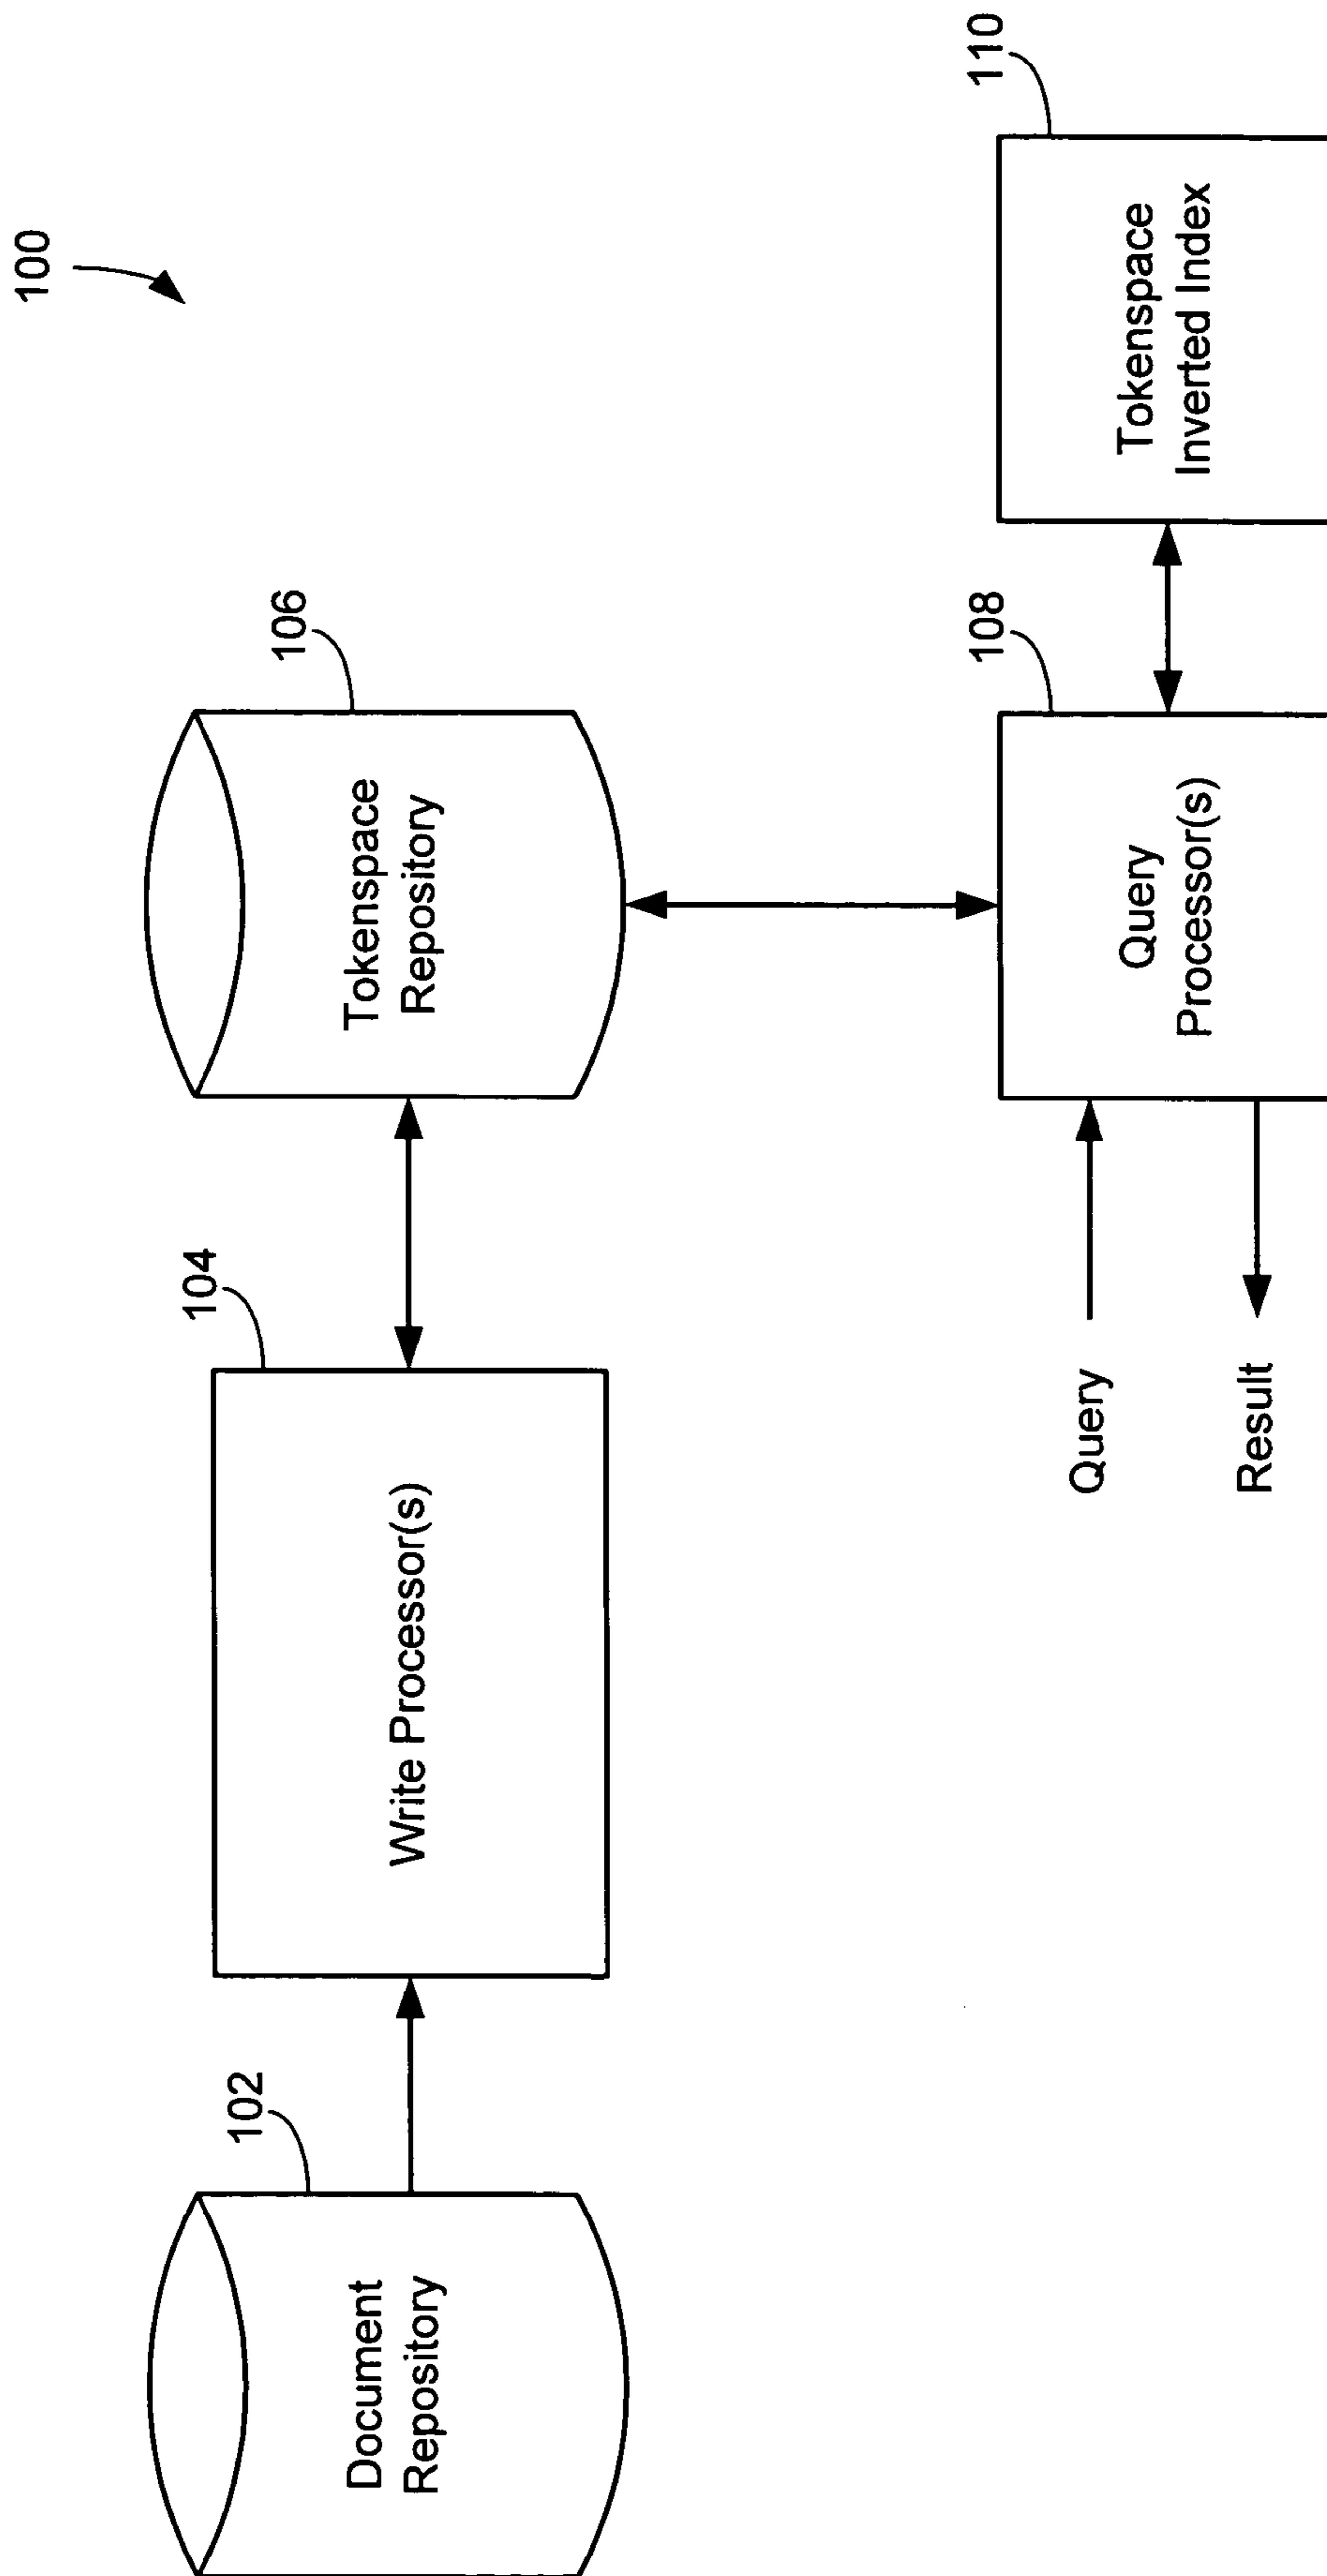 100
102
Document
Repository
104
Write Processor(s)
106
Tokenspace
Repository
Query
Result
108
Query
Processor(s)
110
Tokenspace
Inverted Index